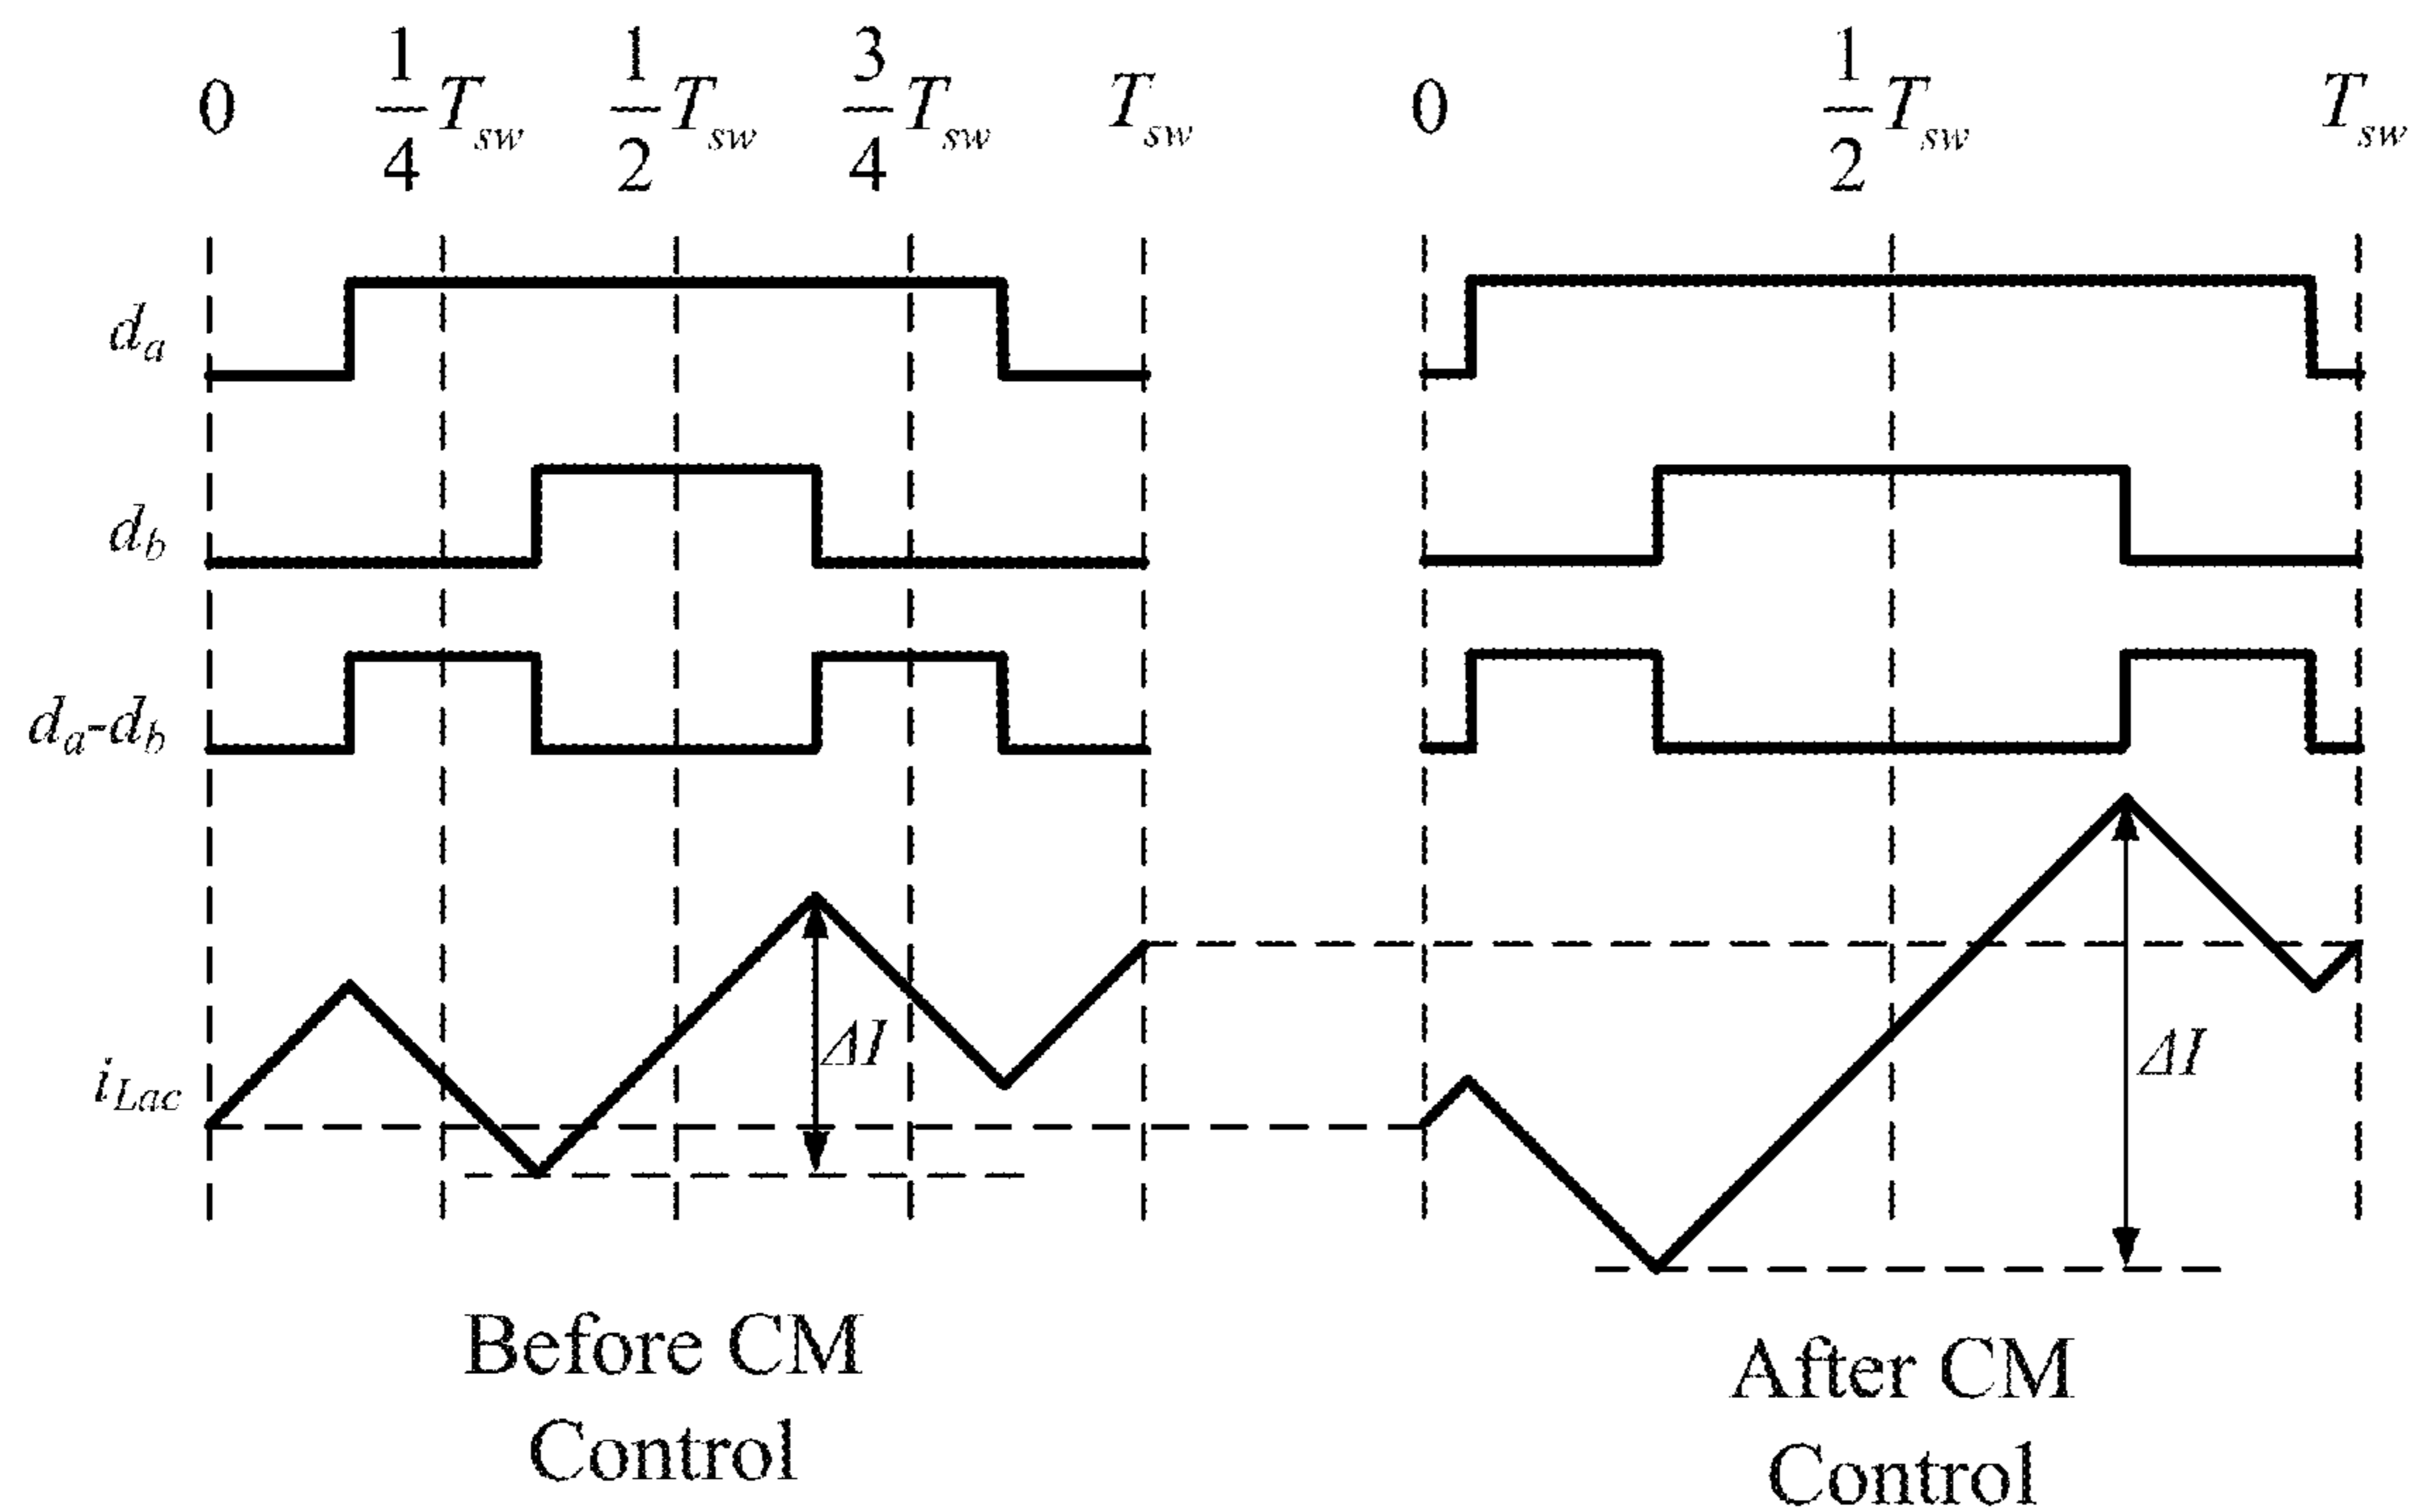 0 1/4 T_sw 1/2 T_sw 3/4 T_sw T_sw 0 1/2 T_sw T_sw
d_a
d_b
d_a-d_b
i_Lac
ΔI
ΔI
Before CM
Control
After CM
Control